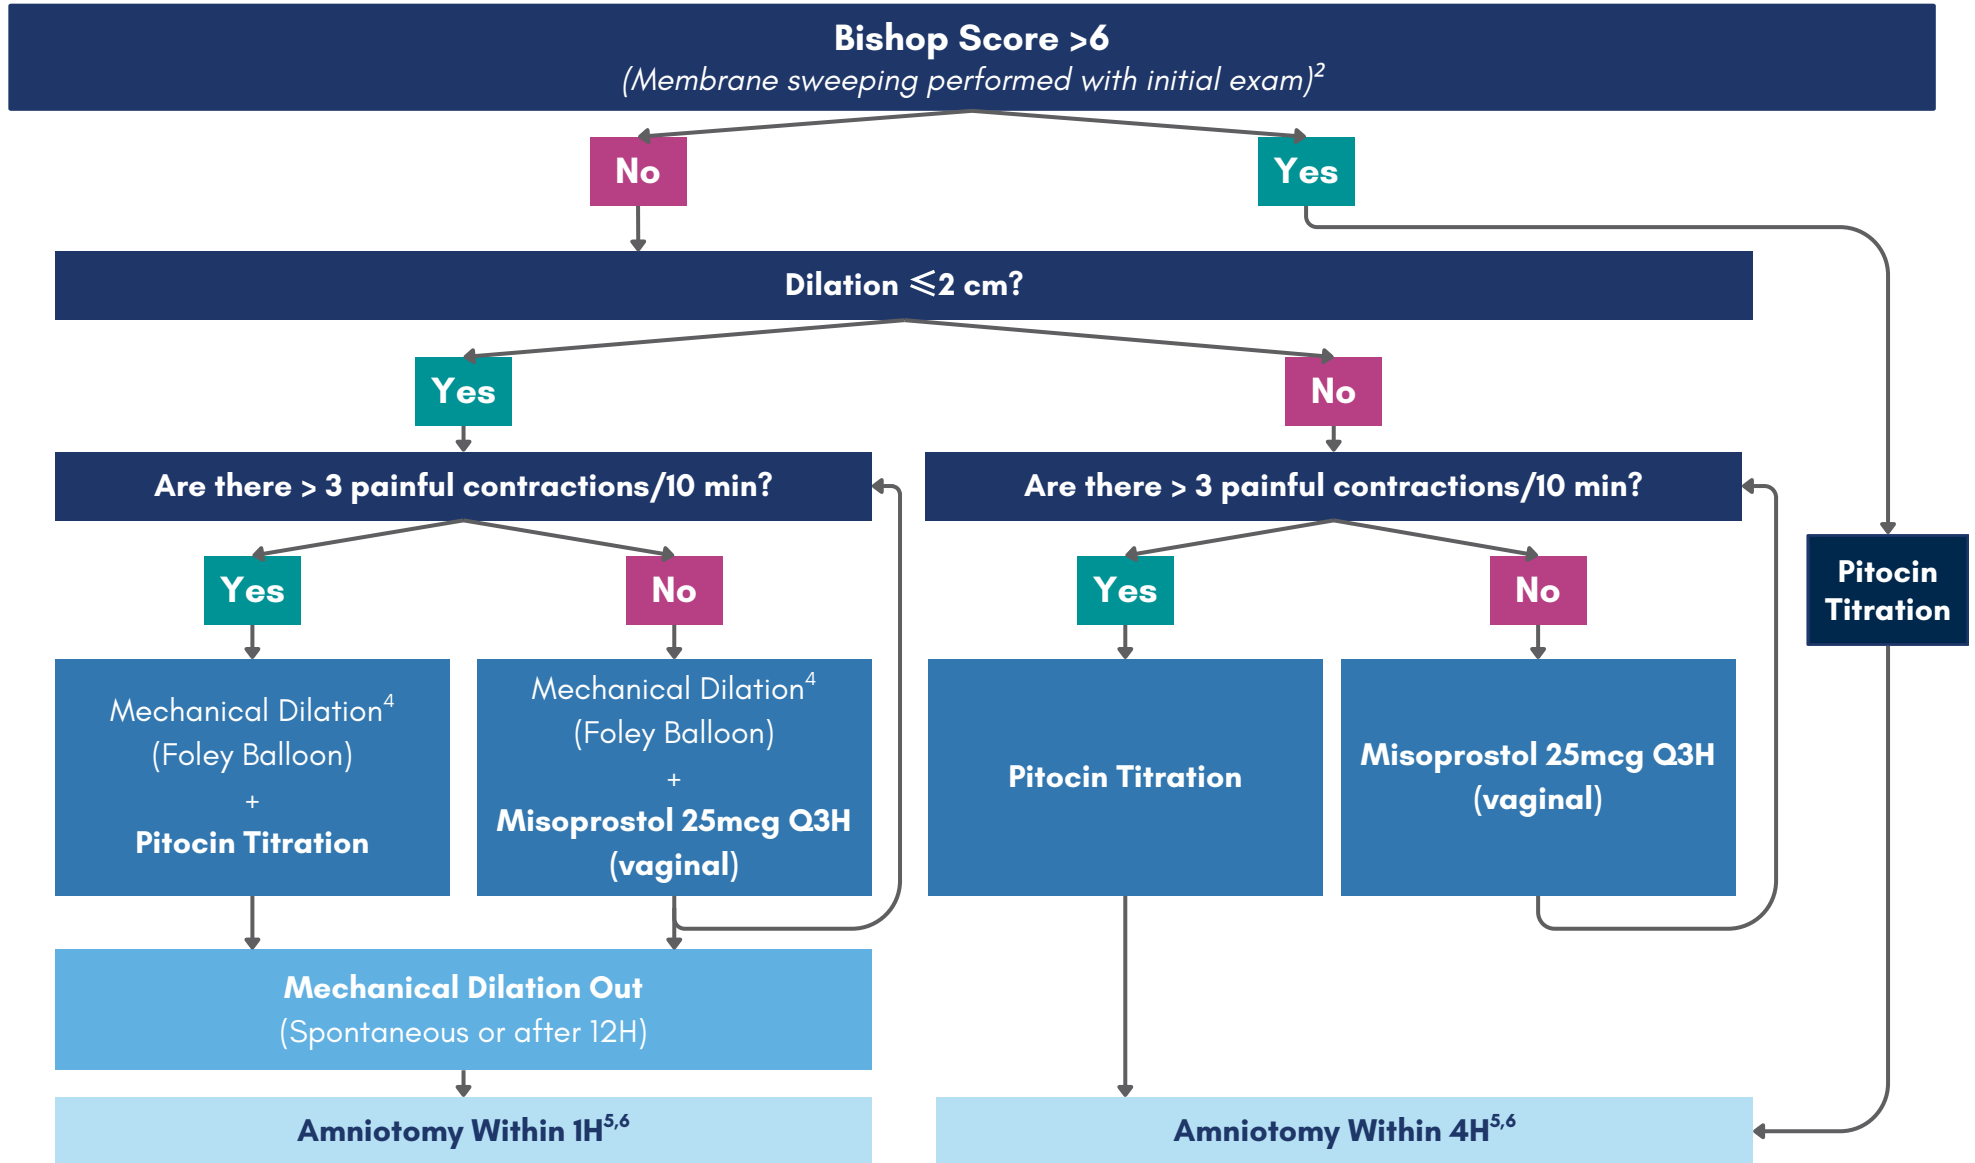 Bishop Score >6
(Membrane sweeping performed with initial exam)²
No
Yes
Dilation ⩽2 cm?
Yes
No
Are there > 3 painful contractions/10 min?
Are there > 3 painful contractions/10 min?
Yes
No
Yes
No
Pitocin
Titration
Mechanical Dilation⁴
(Foley Balloon)
+
Pitocin Titration
Mechanical Dilation⁴
(Foley Balloon)
+
Misoprostol 25mcg Q3H
(vaginal)
Pitocin Titration
Misoprostol 25mcg Q3H
(vaginal)
Mechanical Dilation Out
(Spontaneous or after 12H)
Amniotomy Within 1H⁵,⁶
Amniotomy Within 4H⁵,⁶